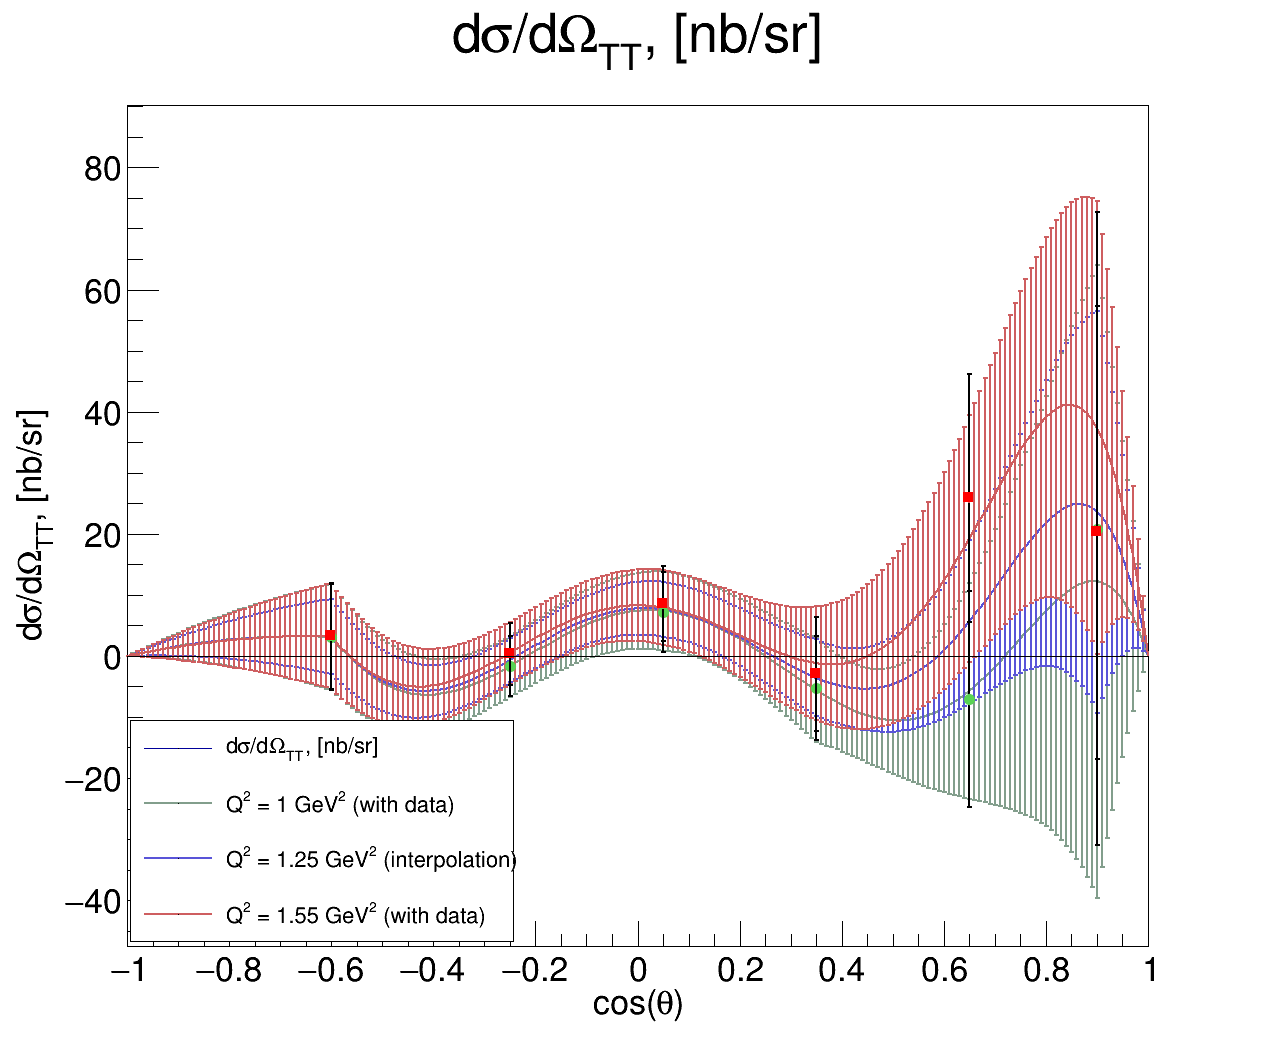 dσ/dΩTT, [nb/sr]
dσ/dΩTT, [nb/sr]
80
60
40
20
0
−20
−40
dσ/dΩTT, [nb/sr]
Q² = 1 GeV² (with data)
Q² = 1.25 GeV² (interpolation)
Q² = 1.55 GeV² (with data)
−1 −0.8 −0.6 −0.4 −0.2 0 0.2 0.4 0.6 0.8 1
cos(θ)